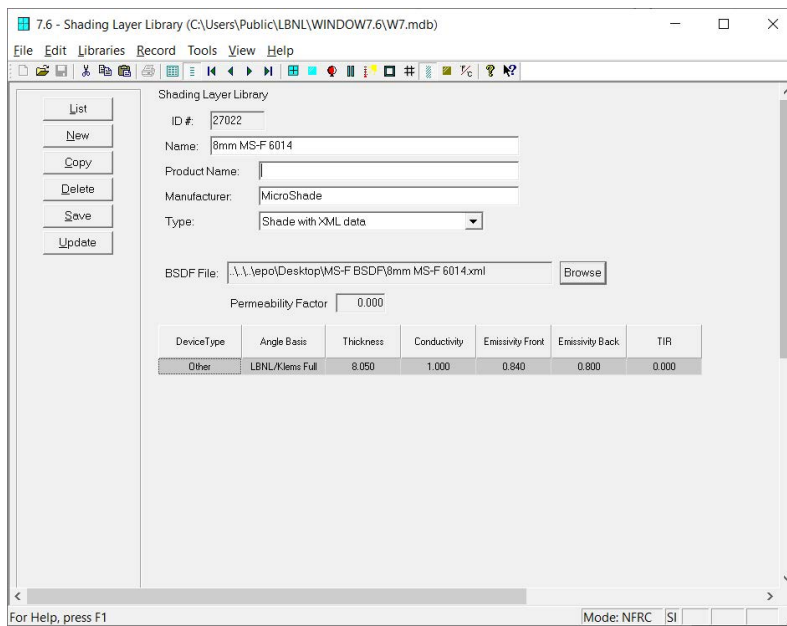 7.6 - Shading Layer Library (C:\Users\Public\LBNL\WINDOW7.6\W7.mdb)
File Edit Libraries Record Tools View Help
Shading Layer Library
List
New
Copy
Delete
Save
Update
ID #: 27022
Name: 8mm MS-F 6014
Product Name:
Manufacturer: MicroShade
Type: Shade with XML data
BSDF File: ..\..\..\epo\Desktop\MS-F BSDF\8mm MS-F 6014.xml Browse
Permeability Factor 0.000
DeviceType Angle Basis Thickness Conductivity Emissivity Front Emissivity Back TIR
Other LBNL/Klems Full 8.050 1.000 0.840 0.800 0.000
For Help, press F1 Mode: NFRC SI